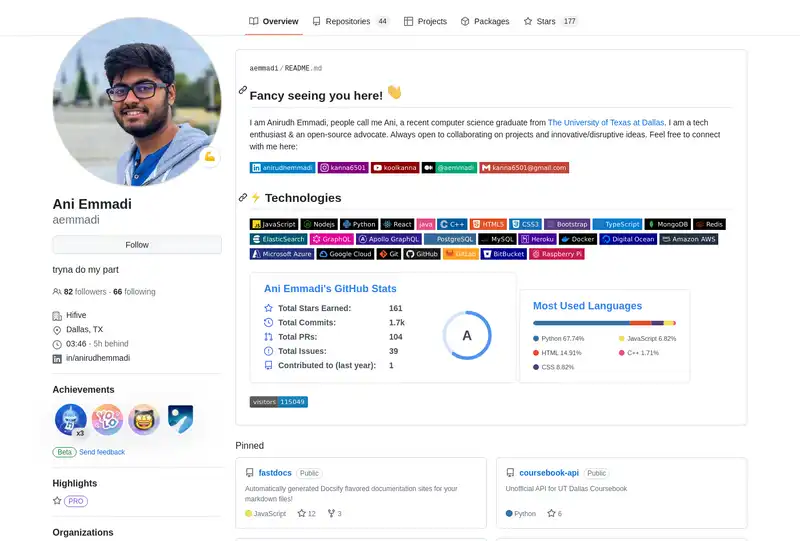 Overview
Repositories 44
Projects
Packages
Stars 177
aemmadi/README.md
Fancy seeing you here! 👋
I am Anirudh Emmadi, people call me Ani, a recent computer science graduate from The University of Texas at Dallas. I am a tech
enthusiast & an open-source advocate. Always open to collaborating on projects and innovative/disruptive ideas. Feel free to connect
with me here:
anirudhemmadi kanna6501 koolkanna @aemmadi kanna6501@gmail.com
⚡ Technologies
JavaScript Nodejs Python React java C++ HTML5 CSS3 Bootstrap TypeScript MongoDB Redis
ElasticSearch GraphQL Apollo GraphQL PostgreSQL MySQL Heroku Docker Digital Ocean Amazon AWS
Microsoft Azure Google Cloud Git GitHub GitLab BitBucket Raspberry Pi
Ani Emmadi's GitHub Stats
Total Stars Earned: 161
Total Commits: 1.7k
Total PRs: 104
Total Issues: 39
Contributed to (last year): 1
A
Most Used Languages
Python 67.74% JavaScript 6.82%
HTML 14.91% C++ 1.71%
CSS 8.82%
visitors 115049
Ani Emmadi
aemmadi
Follow
tryna do my part
82 followers · 66 following
Hifive
Dallas, TX
03:46 - 5h behind
in/anirudhemmadi
Achievements
YOLO
x3
Beta Send feedback
Highlights
PRO
Organizations
Pinned
fastdocs Public
Automatically generated Docsify flavored documentation sites for your
markdown files!
JavaScript 12 3
coursebook-api Public
Unofficial API for UT Dallas Coursebook
Python 6